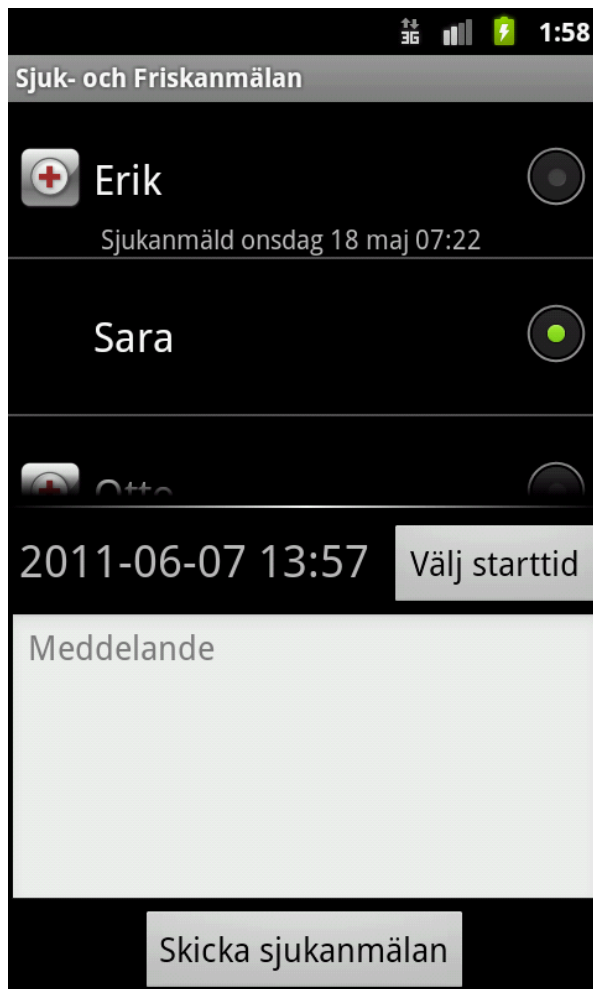 3G 1:58
Sjuk- och Friskanmälan
Erik
Sjukanmäld onsdag 18 maj 07:22
Sara
Otto
2011-06-07 13:57 Välj starttid
Meddelande
Skicka sjukanmälan